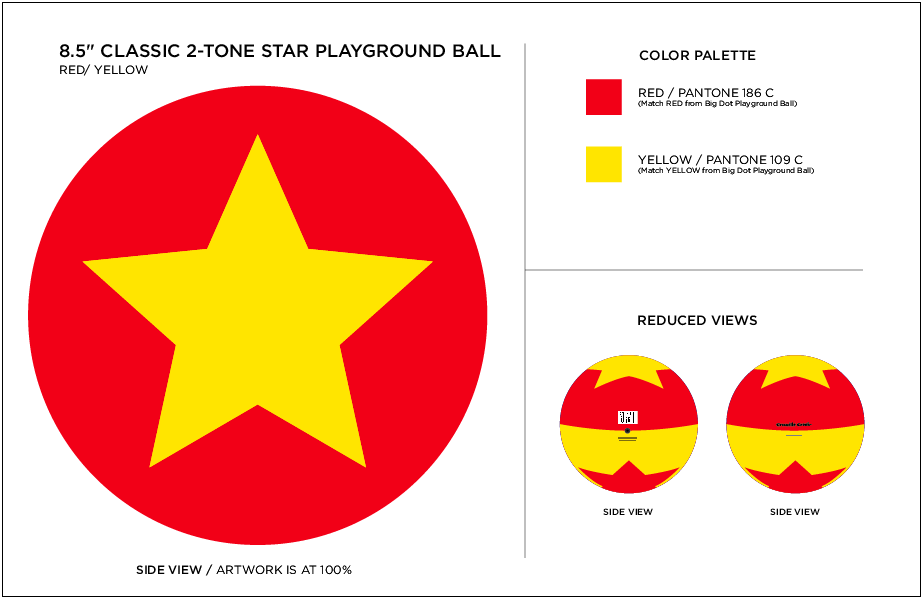 8.5" CLASSIC 2-TONE STAR PLAYGROUND BALL
RED/ YELLOW
SIDE VIEW / ARTWORK IS AT 100%
COLOR PALETTE
RED / PANTONE 186 C
(Match RED from Big Dot Playground Ball)
YELLOW / PANTONE 109 C
(Match YELLOW from Big Dot Playground Ball)
REDUCED VIEWS
SIDE VIEW
SIDE VIEW